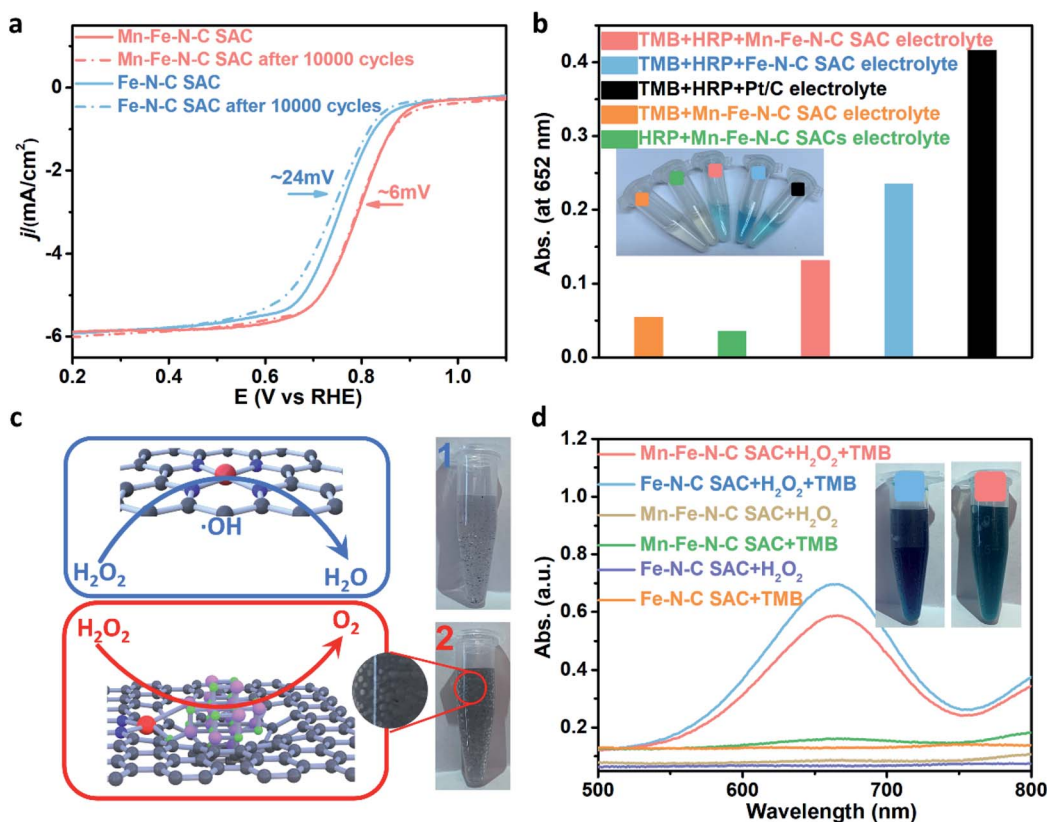 a
Mn-Fe-N-C SAC
Mn-Fe-N-C SAC after 10000 cycles
Fe-N-C SAC
Fe-N-C SAC after 10000 cycles
~24mV
~6mV
j/(mA/cm²)
0
-2
-4
-6
0.2
0.4
0.6
0.8
1.0
E (V vs RHE)
b
TMB+HRP+Mn-Fe-N-C SAC electrolyte
TMB+HRP+Fe-N-C SAC electrolyte
TMB+HRP+Pt/C electrolyte
TMB+Mn-Fe-N-C SAC electrolyte
HRP+Mn-Fe-N-C SACs electrolyte
Abs. (at 652 nm)
0.4
0.3
0.2
0.1
0.0
c
·OH
H₂O₂
H₂O
1
H₂O₂
O₂
2
d
Mn-Fe-N-C SAC+H₂O₂+TMB
Fe-N-C SAC+H₂O₂+TMB
Mn-Fe-N-C SAC+H₂O₂
Mn-Fe-N-C SAC+TMB
Fe-N-C SAC+H₂O₂
Fe-N-C SAC+TMB
Abs. (a.u.)
1.2
1.0
0.8
0.6
0.4
0.2
500
600
700
800
Wavelength (nm)